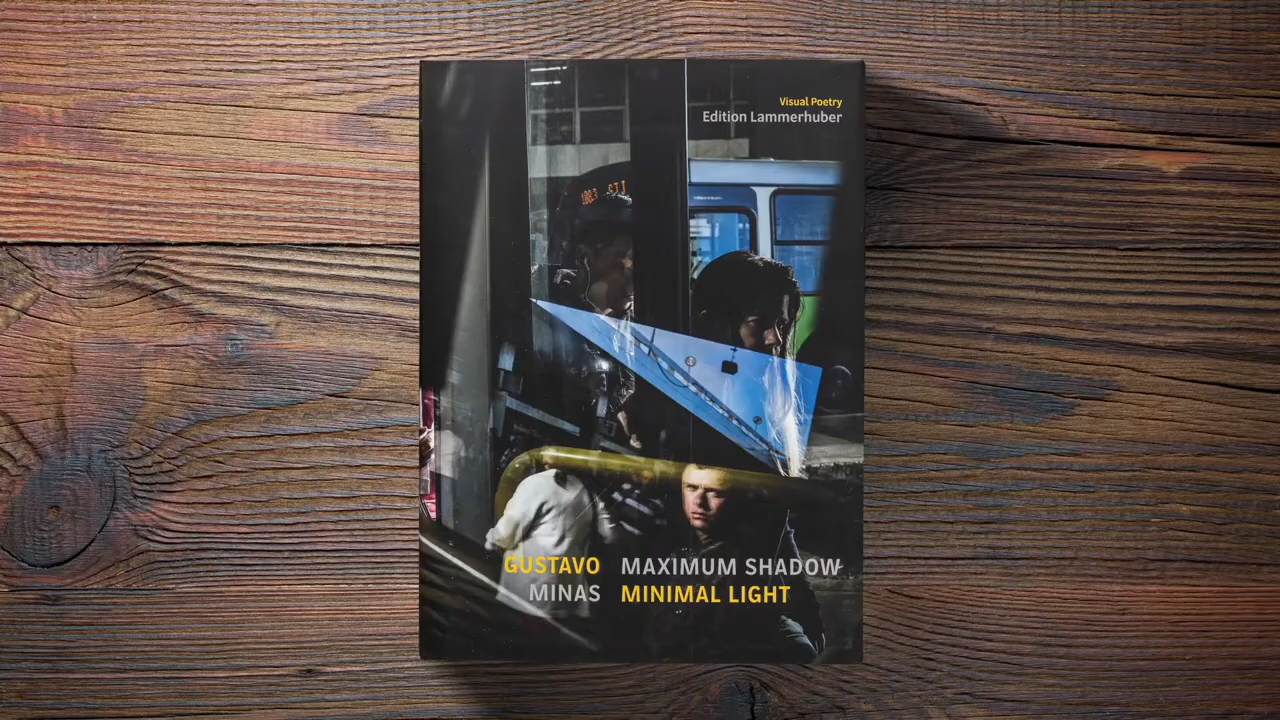 Visual Poetry
Edition Lammerhuber
GUSTAVO MAXIMUM SHADOW
MINAS MINIMAL LIGHT